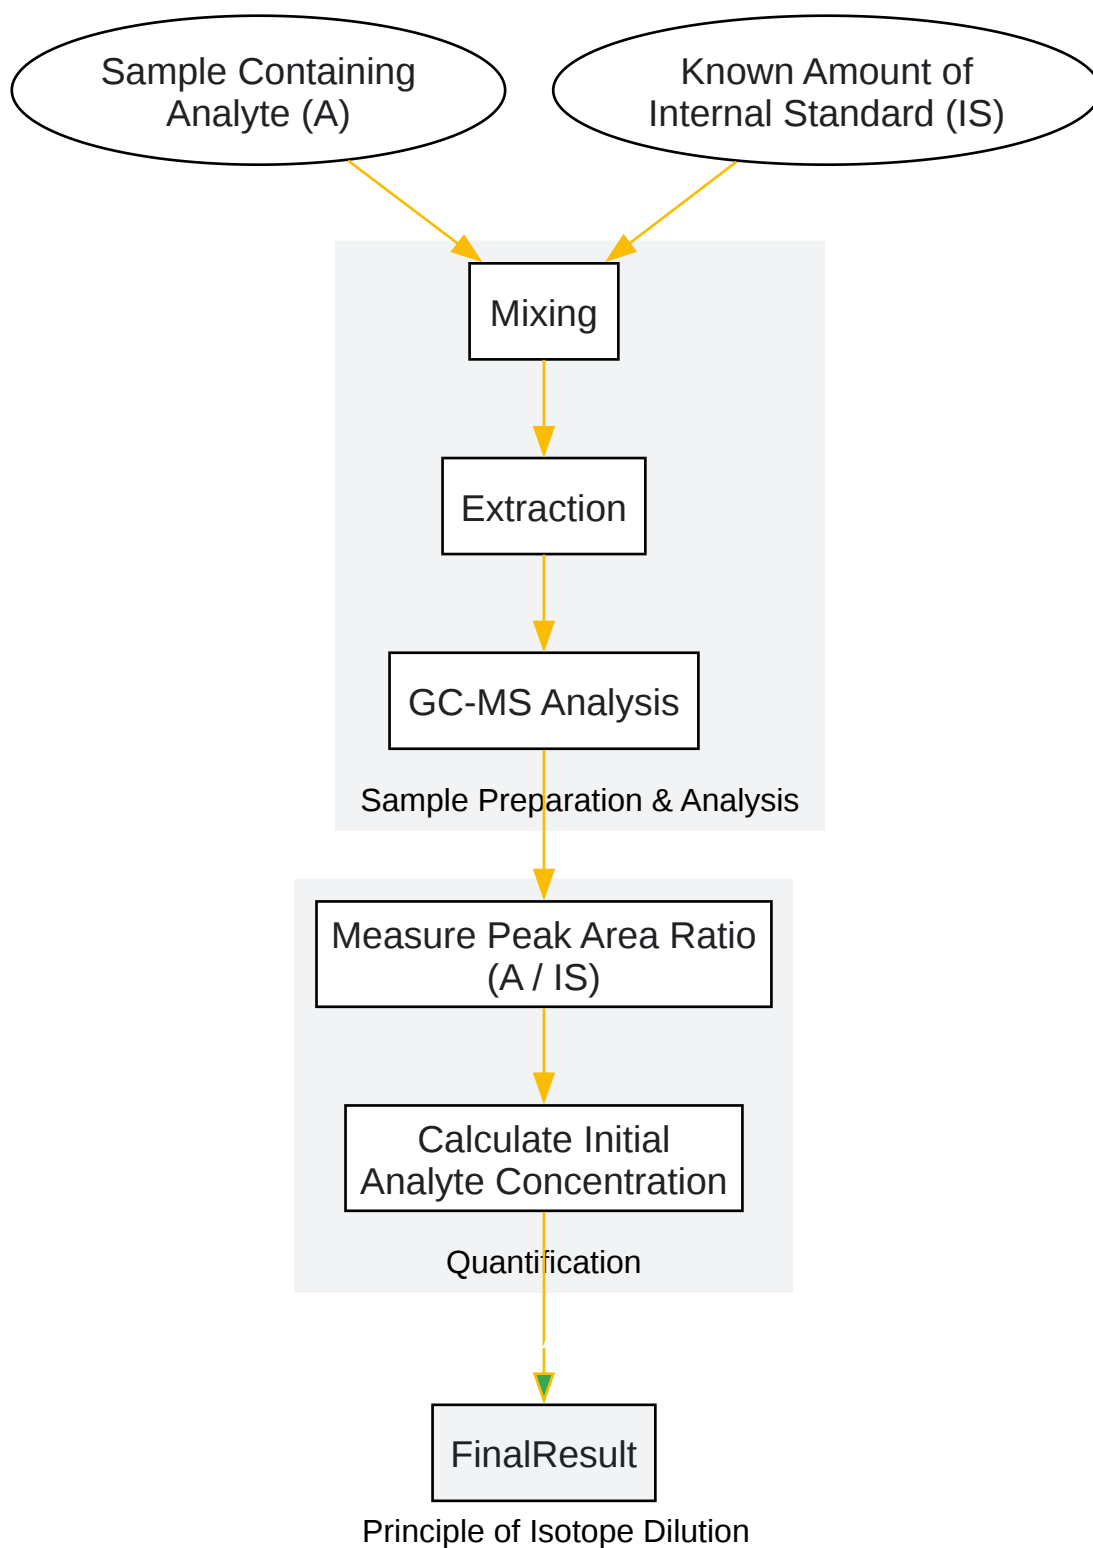 Sample Containing
Analyte (A)
Known Amount of
Internal Standard (IS)
Mixing
Extraction
GC-MS Analysis
Sample Preparation & Analysis
Measure Peak Area Ratio
(A / IS)
Calculate Initial
Analyte Concentration
Quantification
FinalResult
Principle of Isotope Dilution